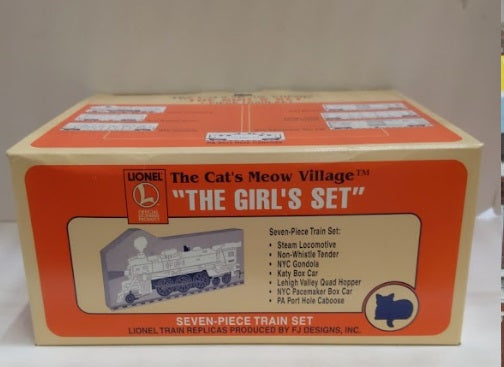 LIONEL
The Cat's Meow Village™
"THE GIRL'S SET"
Seven-Piece Train Set:
• Steam Locomotive
• Non-Whistle Tender
• NYC Gondola
• Katy Box Car
• Lehigh Valley Quad Hopper
• NYC Pacemaker Box Car
• PA Port Hole Caboose
SEVEN-PIECE TRAIN SET
LIONEL TRAIN REPLICAS PRODUCED BY FJ DESIGNS, INC.